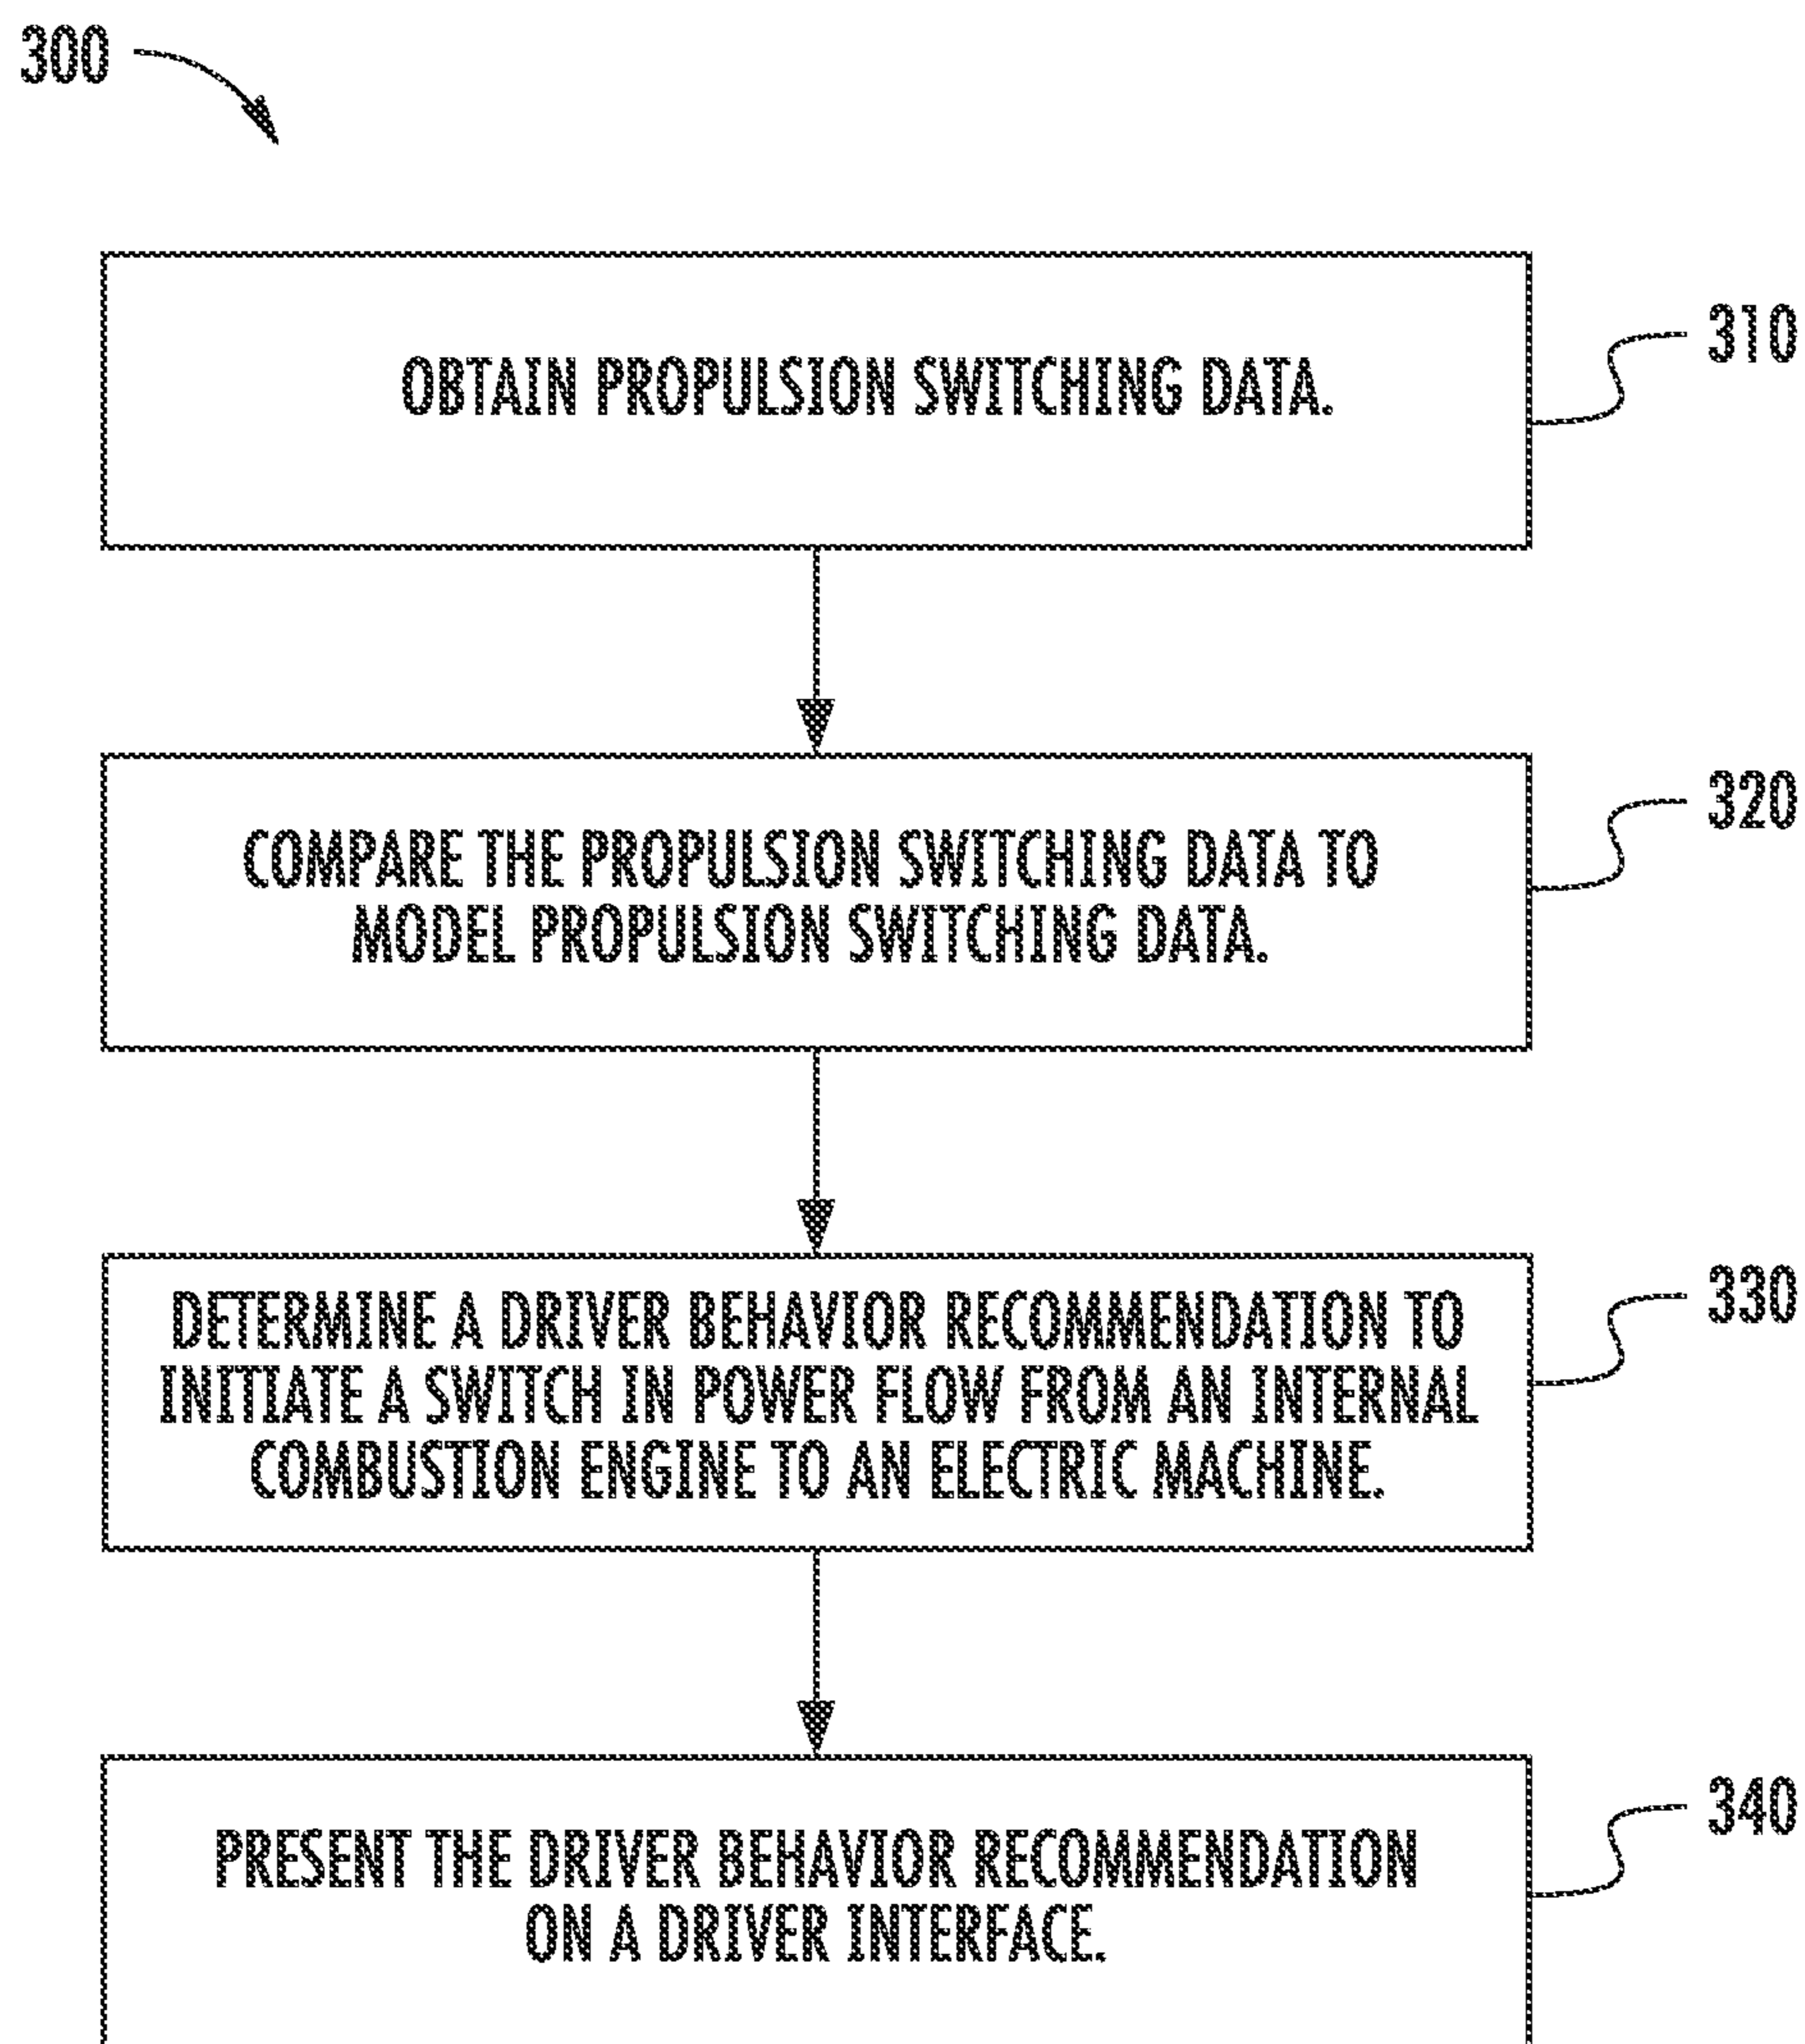 300
OBTAIN PROPULSION SWITCHING DATA.
310
COMPARE THE PROPULSION SWITCHING DATA TO
MODEL PROPULSION SWITCHING DATA.
320
DETERMINE A DRIVER BEHAVIOR RECOMMENDATION TO
INITIATE A SWITCH IN POWER FLOW FROM AN INTERNAL
COMBUSTION ENGINE TO AN ELECTRIC MACHINE.
330
PRESENT THE DRIVER BEHAVIOR RECOMMENDATION
ON A DRIVER INTERFACE.
340